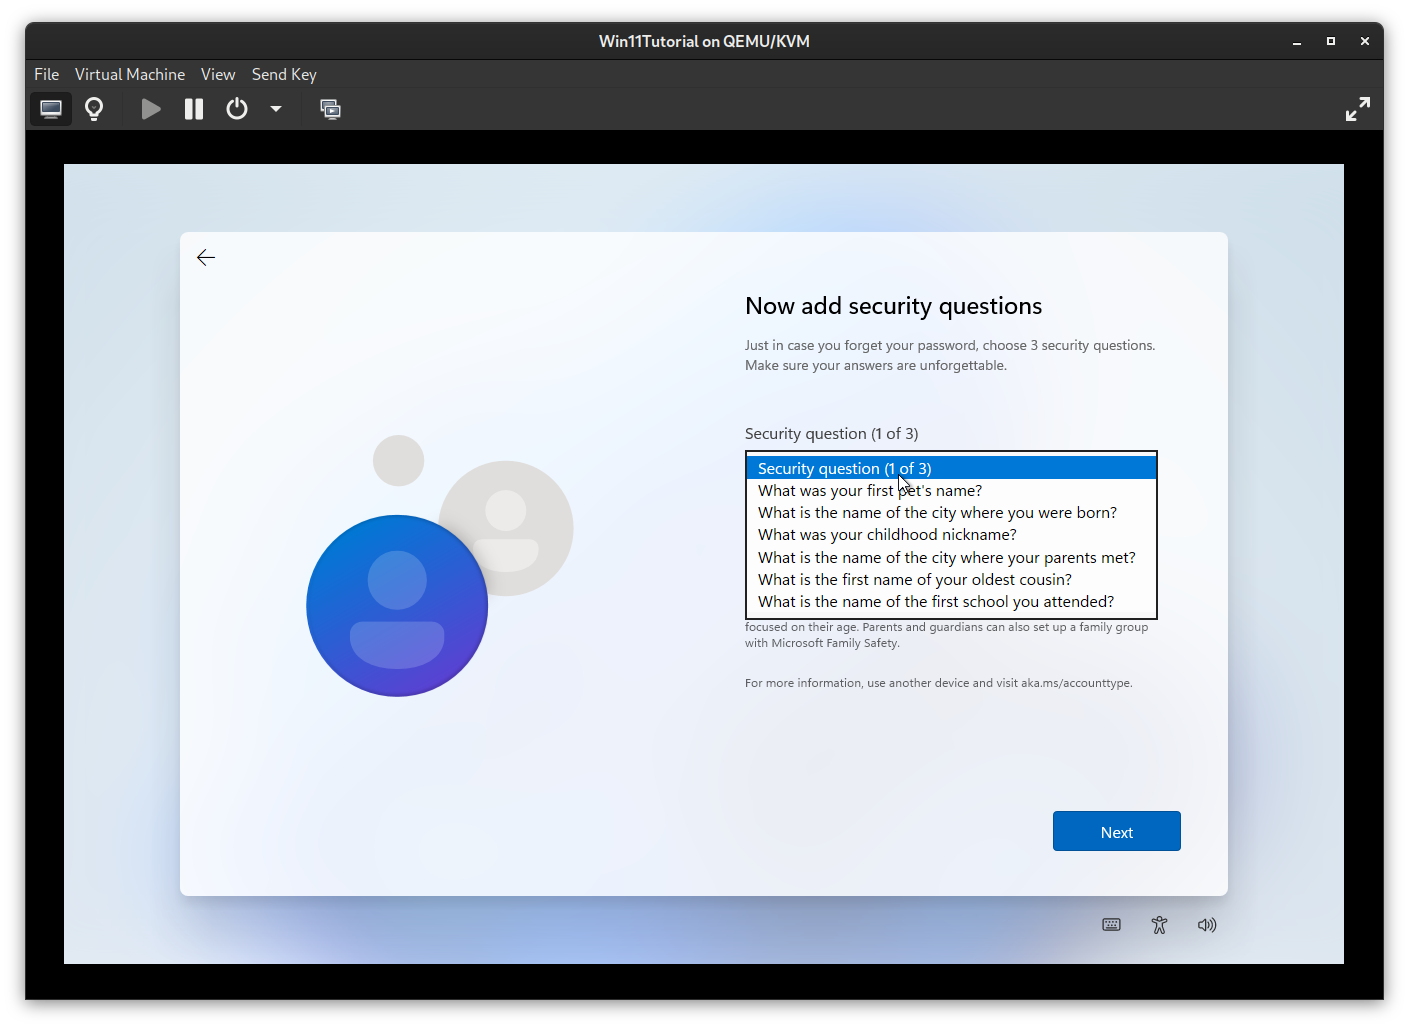 Win11Tutorial on QEMU/KVM
File Virtual Machine View Send Key
Now add security questions
Just in case you forget your password, choose 3 security questions.
Make sure your answers are unforgettable.
Security question (1 of 3)
Security question (1 of 3)
What was your first pet's name?
What is the name of the city where you were born?
What was your childhood nickname?
What is the name of the city where your parents met?
What is the first name of your oldest cousin?
What is the name of the first school you attended?
focused on their age. Parents and guardians can also set up a family group
with Microsoft Family Safety.
For more information, use another device and visit aka.ms/accounttype.
Next